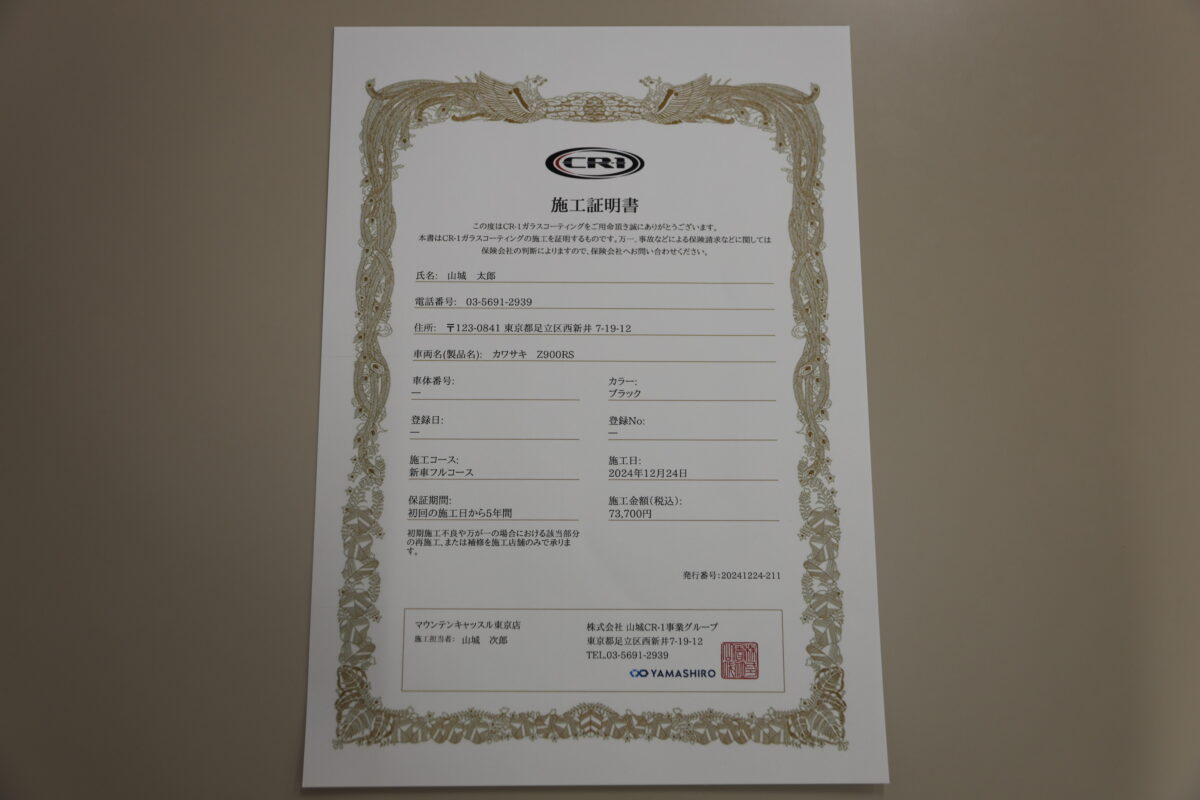 CR-1
施工証明書
この度はCR-1ガラスコーティングをご用命頂き誠にありがとうございます。
本書はCR-1ガラスコーティングの施工を証明するものです。万一、事故などによる保険請求などに関しては
保険会社の判断によりますので、保険会社へお問い合わせください。
氏名: 山城 太郎
電話番号: 03-5691-2939
住所: 〒123-0841 東京都足立区西新井 7-19-12
車両名(製品名): カワサキ Z900RS
車体番号:
—
カラー:
ブラック
登録日:
—
登録No:
—
施工コース:
新車フルコース
施工日:
2024年12月24日
保証期間:
初回の施工日から5年間
施工金額(税込):
73,700円
初期施工不良や万が一の場合における該当部分
の再施工、または補修を施工店舗のみで承りま
す。
発行番号:20241224-211
マウンテンキャッスル東京店
施工担当者: 山城 次郎
株式会社 山城CR-1事業グループ
東京都足立区西新井7-19-12
TEL.03-5691-2939
YAMASHIRO